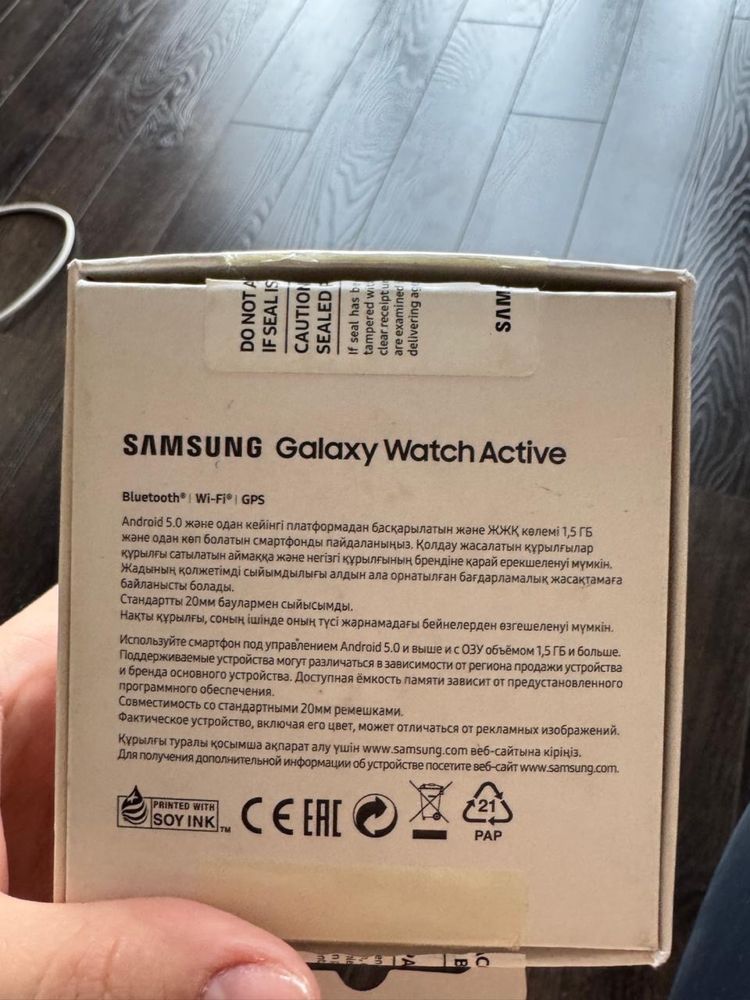 DO NOT A
IF SEAL IS
CAUTION
SEALED
If seal has be
tampered wit
clear receipt u
are examined
delivering ag
SAM
SAMSUNG Galaxy Watch Active
Bluetooth® | Wi-Fi® | GPS
Android 5.0 және одан кейінгі платформадан басқарылатын және ЖЖҚ көлемі 1,5 ГБ
және одан көп болатын смартфонды пайдаланыңыз. Қолдау жасалатын құрылғылар
құрылғы сатылатын аймаққа және негізгі құрылғының брендіне қарай ерекшеленуі мүмкін.
Жадының қолжетімді сыйымдылығы алдын ала орнатылған бағдарламалық жасақтамаға
байланысты болады.
Стандартты 20мм баулармен сыйысымды.
Нақты құрылғы, соның ішінде оның түсі жарнамадағы бейнелерден өзгешеленуі мүмкін.
Используйте смартфон под управлением Android 5.0 и выше и с ОЗУ объёмом 1,5 ГБ и больше.
Поддерживаемые устройства могут различаться в зависимости от региона продажи устройства
и бренда основного устройства. Доступная ёмкость памяти зависит от предустановленного
программного обеспечения.
Совместимость со стандартными 20мм ремешками.
Фактическое устройство, включая его цвет, может отличаться от рекламных изображений.
Құрылғы туралы қосымша ақпарат алу үшін www.samsung.com веб-сайтына кіріңіз.
Для получения дополнительной информации об устройстве посетите веб-сайт www.samsung.com.
PRINTED WITH
SOY INK™
CE EAC
21
PAP